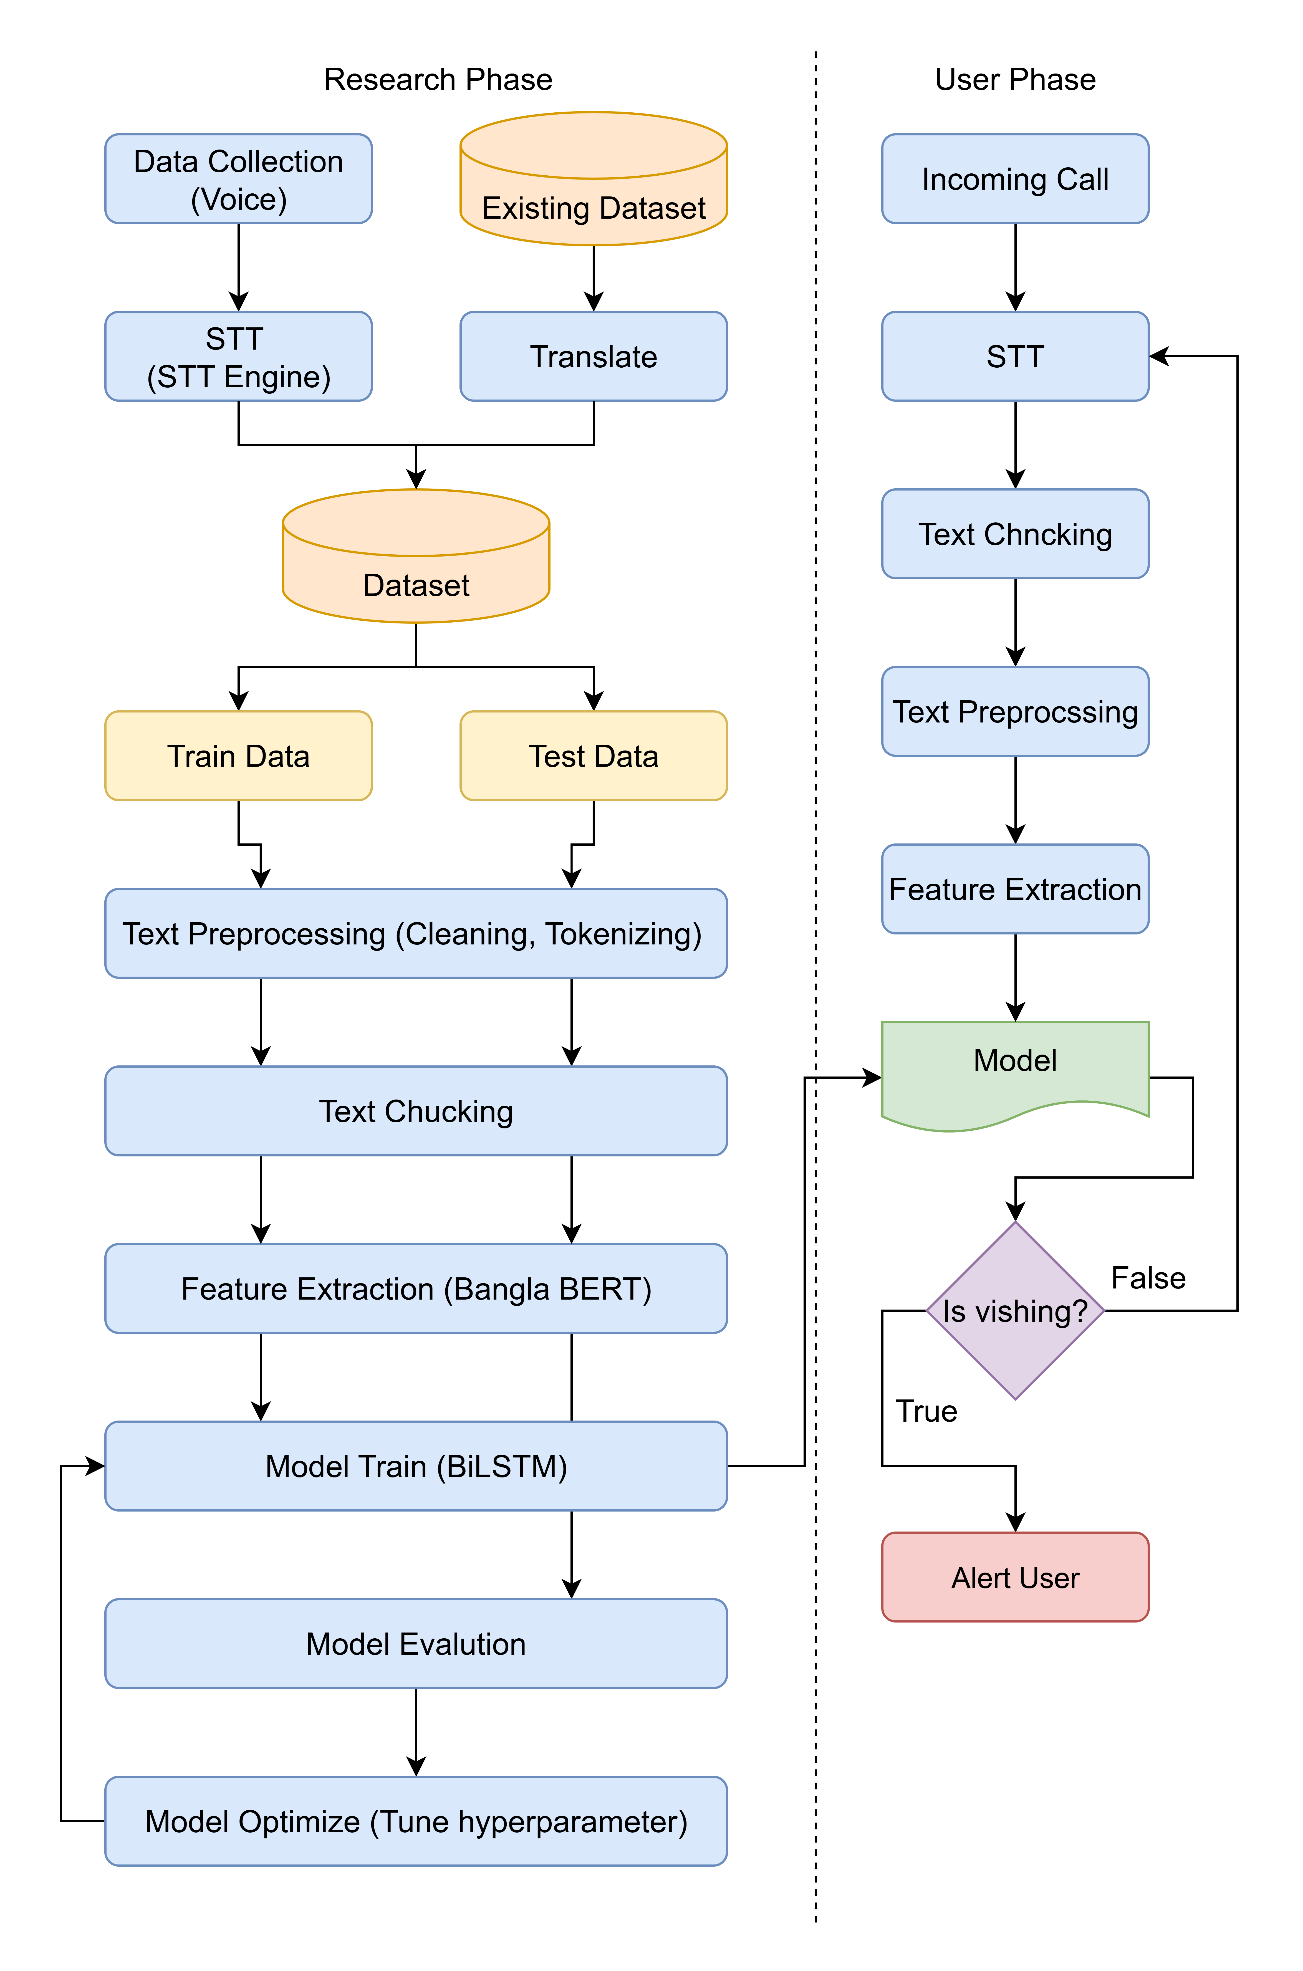 Research Phase
Data Collection
(Voice)
Existing Dataset
STT
(STT Engine)
Translate
Dataset
Train Data
Test Data
Text Preprocessing (Cleaning, Tokenizing)
Text Chucking
Feature Extraction (Bangla BERT)
Model Train (BiLSTM)
Model Evalution
Model Optimize (Tune hyperparameter)
User Phase
Incoming Call
STT
Text Chncking
Text Preprocssing
Feature Extraction
Model
Is vishing?
False
True
Alert User